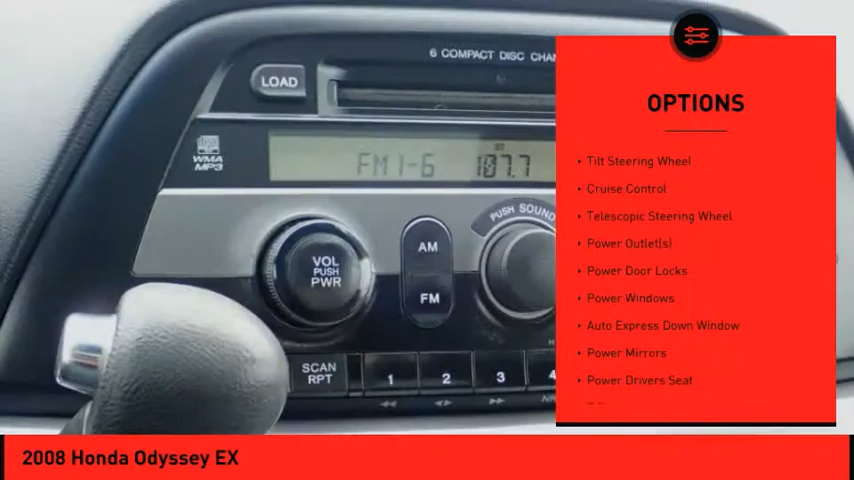 6 COMPACT DISC CHAN
LOAD
WMA
MP3
FM1-6 107.7
PUSH SOUND
VOL
PUSH
PWR
AM
FM
SCAN
RPT
1 2 3 4
OPTIONS
• Tilt Steering Wheel
• Cruise Control
• Telescopic Steering Wheel
• Power Outlet(s)
• Power Door Locks
• Power Windows
• Auto Express Down Window
• Power Mirrors
• Power Drivers Seat
2008 Honda Odyssey EX